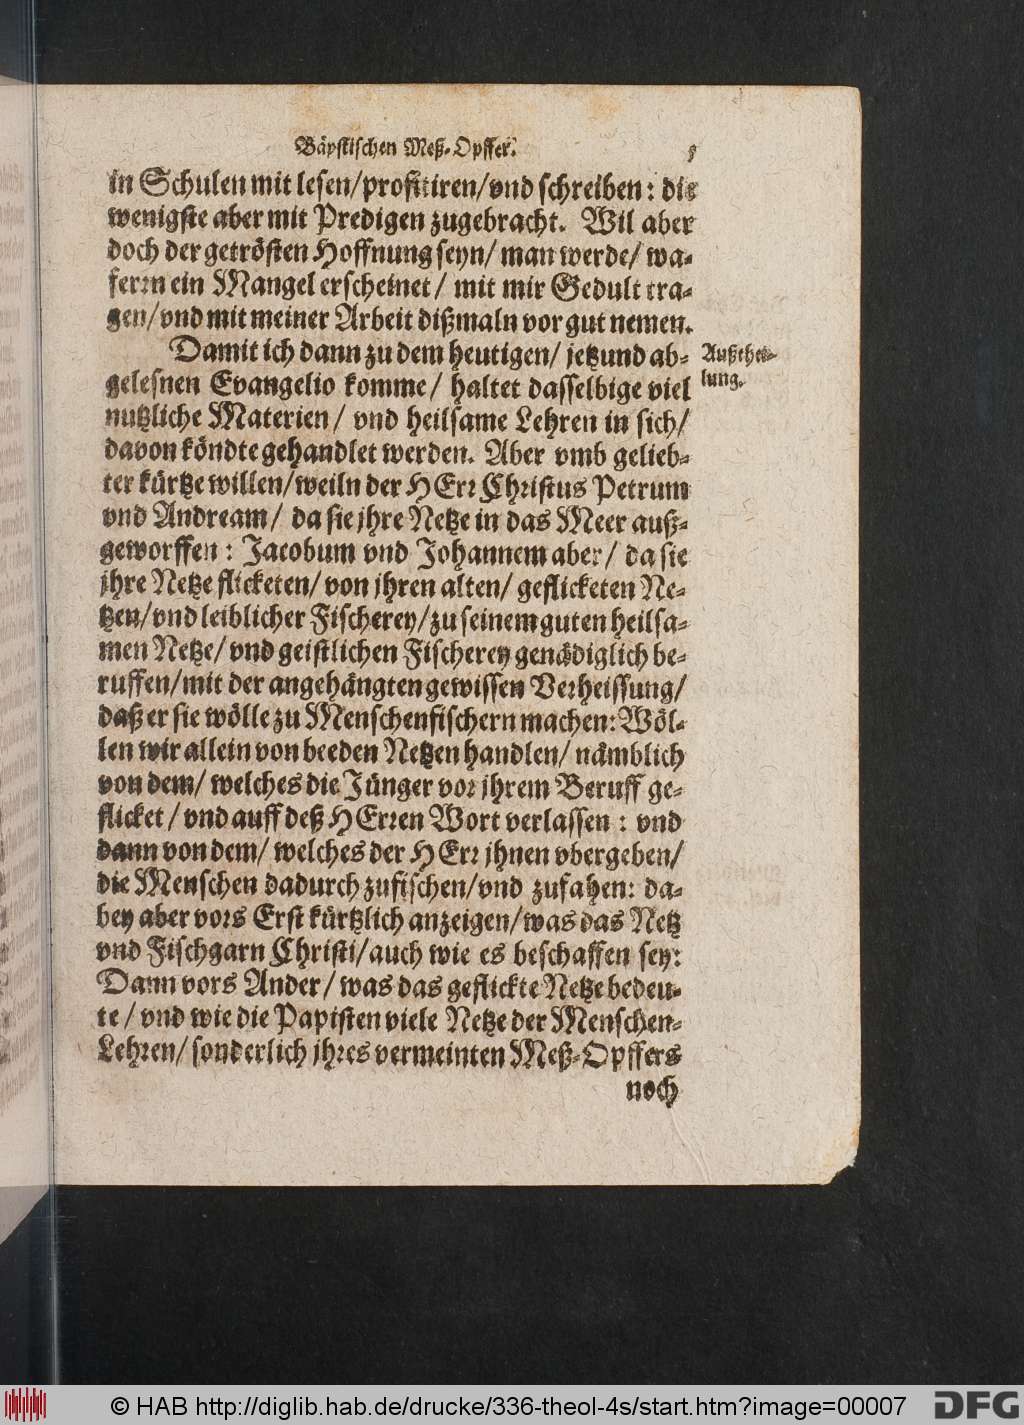 Bäpstischen Meß-Opffer.
in Schulen mit lesen/profitiren/vnd schreiben: die
wenigste aber mit Predigen zugebracht. Wil aber
doch der getrösten Hoffnung seyn/ man werde/ wa-
ferrn ein Mangel erscheinet/ mit mir Gedult tra-
gen/vnd mit meiner Arbeit dißmaln vor gut nemen.
Damit ich dann zu dem heutigen/ jetzund ab-
Außthei-
gelesnen Evangelio komme/ haltet dasselbige viel
lung.
nutzliche Materien/ vnd heilsame Lehren in sich/
davon köndte gehandlet werden. Aber vmb gelieb-
ter kürtze willen/weiln der HErr Christus Petrum
vnd Andream/ da sie jhre Netze in das Meer auß-
geworffen: Jacobum vnd Johannem aber/ da sie
jhre Netze flicketen/ von jhren alten/ geflicketen Ne-
tzen/vnd leiblicher Fischerey/zu seinem guten heilsa-
men Netze/ vnd geistlichen Fischerey genädiglich be-
ruffen/mit der angehängten gewissen Verheissung/
daß er sie wölle zu Menschenfischern machen: Wöl-
len wir allein von beeden Netzen handlen/ nämblich
von dem/ welches die Jünger vor jhrem Beruff ge-
flicket/ vnd auff deß HErren Wort verlassen: vnd
dann von dem/ welches der HErr jhnen vbergeben/
die Menschen dadurch zufischen/vnd zufahen: da-
bey aber vors Erst kürtzlich anzeigen/was das Netz
vnd Fischgarn Christi/auch wie es beschaffen sey:
Dann vors Ander/ was das geflickte Netze bedeu-
te/ vnd wie die Papisten viele Netze der Menschen-
Lehren/ sonderlich jhres vermeinten Meß-Opffers
noch
© HAB http://diglib.hab.de/drucke/336-theol-4s/start.htm?image=00007
DFG